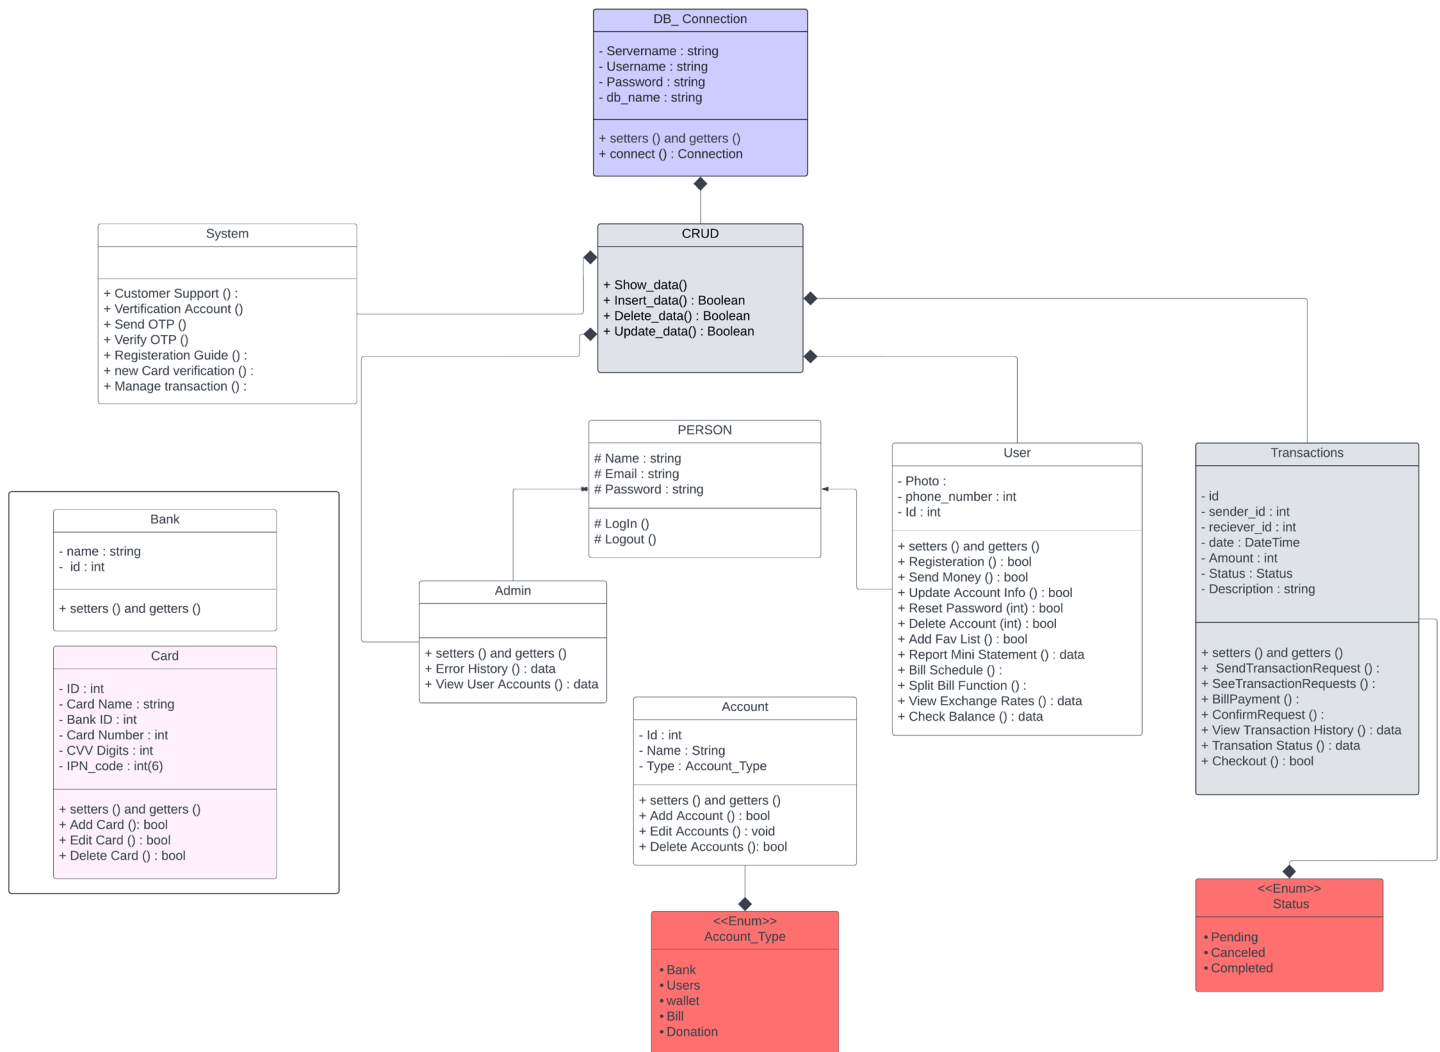 DB_ Connection
- Servername : string
- Username : string
- Password : string
- db_name : string
+ setters () and getters ()
+ connect () : Connection
System
+ Customer Support () :
+ Vertification Account ()
+ Send OTP ()
+ Verify OTP ()
+ Registeration Guide () :
+ new Card verification () :
+ Manage transaction () :
CRUD
+ Show_data()
+ Insert_data() : Boolean
+ Delete_data() : Boolean
+ Update_data() : Boolean
PERSON
# Name : string
# Email : string
# Password : string
# LogIn ()
# Logout ()
User
- Photo :
- phone_number : int
- Id : int
+ setters () and getters ()
+ Registeration () : bool
+ Send Money () : bool
+ Update Account Info () : bool
+ Reset Password (int) : bool
+ Delete Account (int) : bool
+ Add Fav List () : bool
+ Report Mini Statement () : data
+ Bill Schedule () :
+ Split Bill Function () :
+ View Exchange Rates () : data
+ Check Balance () : data
Transactions
- id
- sender_id : int
- reciever_id : int
- date : DateTime
- Amount : int
- Status : Status
- Description : string
+ setters () and getters ()
+ SendTransactionRequest () :
+ SeeTransactionRequests () :
+ BillPayment () :
+ ConfirmRequest () :
+ View Transaction History () : data
+ Transation Status () : data
+ Checkout () : bool
Bank
- name : string
- id : int
+ setters () and getters ()
Card
- ID : int
- Card Name : string
- Bank ID : int
- Card Number : int
- CVV Digits : int
- IPN_code : int(6)
+ setters () and getters ()
+ Add Card (): bool
+ Edit Card () : bool
+ Delete Card () : bool
Admin
+ setters () and getters ()
+ Error History () : data
+ View User Accounts () : data
Account
- Id : int
- Name : String
- Type : Account_Type
+ setters () and getters ()
+ Add Account () : bool
+ Edit Accounts () : void
+ Delete Accounts (): bool
<<Enum>>
Account_Type
• Bank
• Users
• wallet
• Bill
• Donation
<<Enum>>
Status
• Pending
• Canceled
• Completed